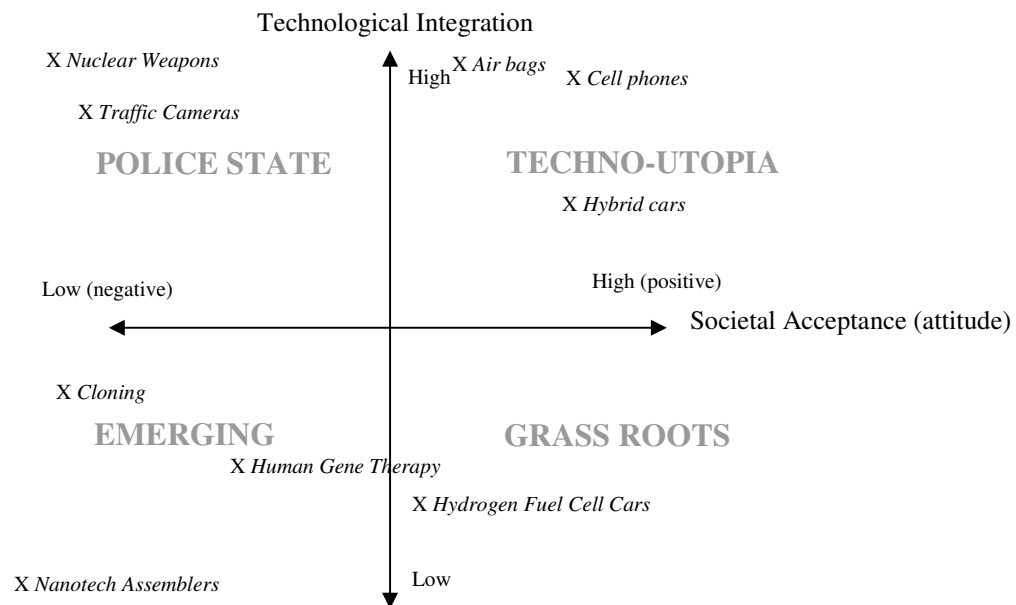 Technological Integration
X Nuclear Weapons
High
X Air bags
X Cell phones
X Traffic Cameras
POLICE STATE
TECHNO-UTOPIA
X Hybrid cars
Low (negative)
High (positive)
Societal Acceptance (attitude)
X Cloning
EMERGING
GRASS ROOTS
X Human Gene Therapy
X Hydrogen Fuel Cell Cars
X Nanotech Assemblers
Low